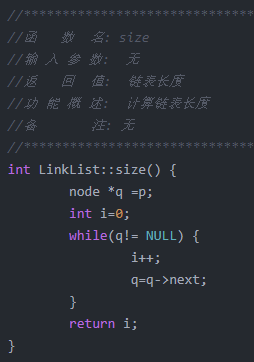 //********************************
//函  数  名: size
//输 入 参 数:  无
//返   回  值:  链表长度
//功 能 概 述:  计算链表长度
//备       注: 无
//********************************
int LinkList::size() {
        node *q =p;
        int i=0;
        while(q!= NULL) {
                i++;
                q=q->next;
        }
        return i;
}